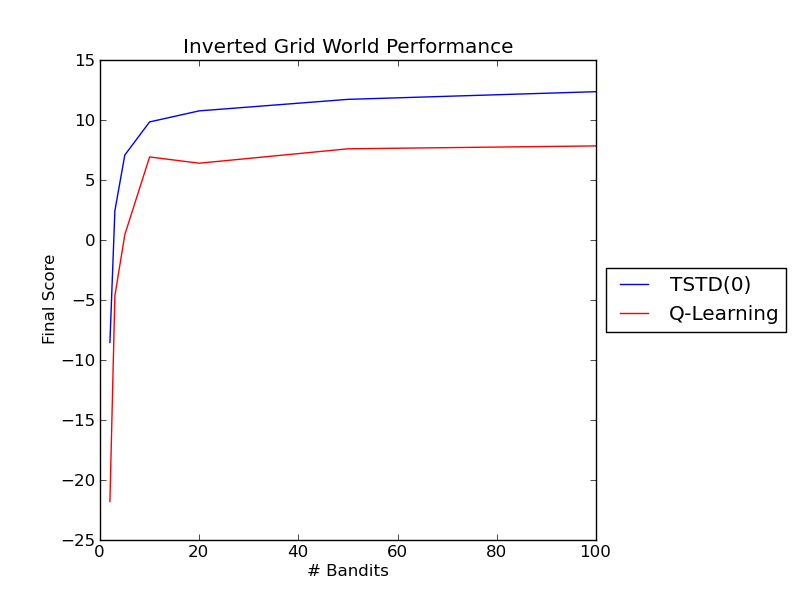 Inverted Grid World Performance
15
10
5
0
−5
−10
−15
−20
−25
Final Score
0 20 40 60 80 100
# Bandits
TSTD(0)
Q-Learning